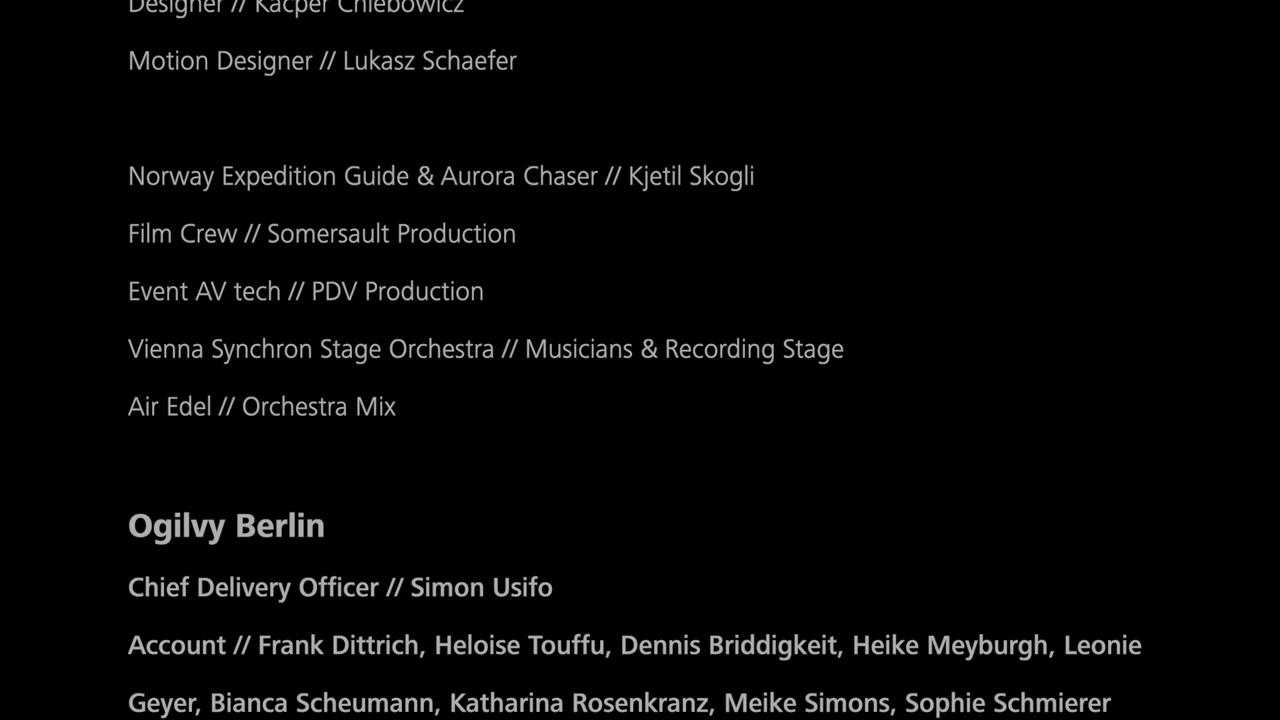 Designer // Kacper Chlebowicz
Motion Designer // Lukasz Schaefer
Norway Expedition Guide & Aurora Chaser // Kjetil Skogli
Film Crew // Somersault Production
Event AV tech // PDV Production
Vienna Synchron Stage Orchestra // Musicians & Recording Stage
Air Edel // Orchestra Mix
Ogilvy Berlin
Chief Delivery Officer // Simon Usifo
Account // Frank Dittrich, Heloise Touffu, Dennis Briddigkeit, Heike Meyburgh, Leonie
Geyer, Bianca Scheumann, Katharina Rosenkranz, Meike Simons, Sophie Schmierer